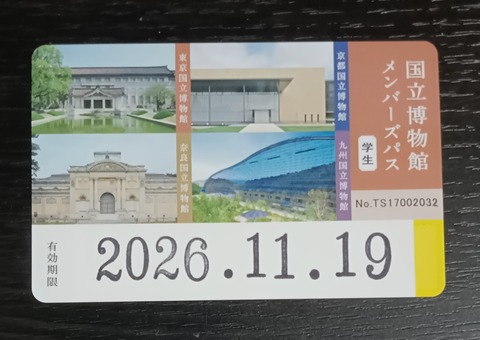 国立博物館
メンバーズパス
学生
No.TS17002032
東京国立博物館
京都国立博物館
奈良国立博物館
九州国立博物館
有効期限
2026.11.19